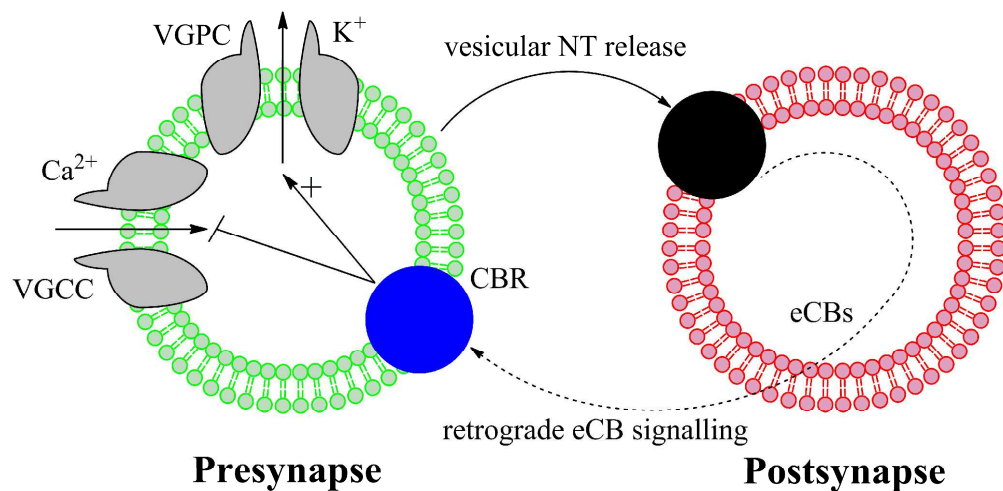 VGPC
K+
vesicular NT release
Ca2+
+
VGCC
CBR
eCBs
retrograde eCB signalling
Presynapse
Postsynapse